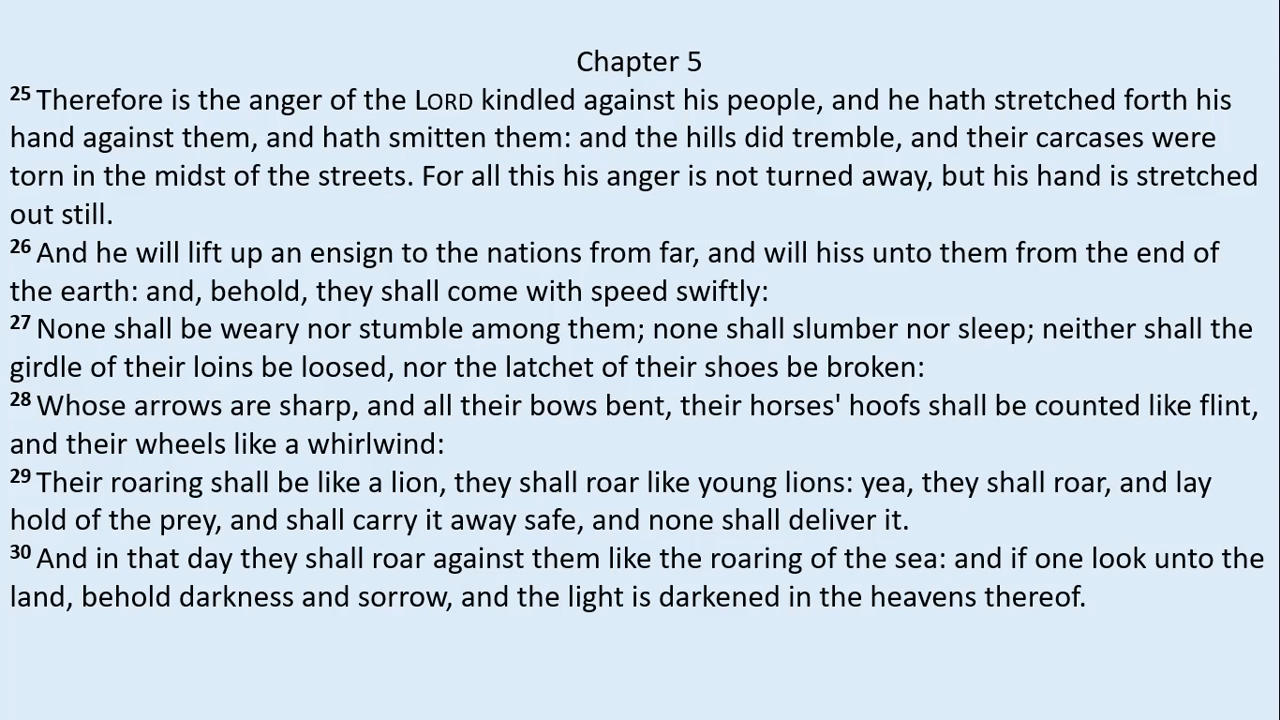 Chapter 5
25 Therefore is the anger of the LORD kindled against his people, and he hath stretched forth his
hand against them, and hath smitten them: and the hills did tremble, and their carcases were
torn in the midst of the streets. For all this his anger is not turned away, but his hand is stretched
out still.
26 And he will lift up an ensign to the nations from far, and will hiss unto them from the end of
the earth: and, behold, they shall come with speed swiftly:
27 None shall be weary nor stumble among them; none shall slumber nor sleep; neither shall the
girdle of their loins be loosed, nor the latchet of their shoes be broken:
28 Whose arrows are sharp, and all their bows bent, their horses' hoofs shall be counted like flint,
and their wheels like a whirlwind:
29 Their roaring shall be like a lion, they shall roar like young lions: yea, they shall roar, and lay
hold of the prey, and shall carry it away safe, and none shall deliver it.
30 And in that day they shall roar against them like the roaring of the sea: and if one look unto the
land, behold darkness and sorrow, and the light is darkened in the heavens thereof.